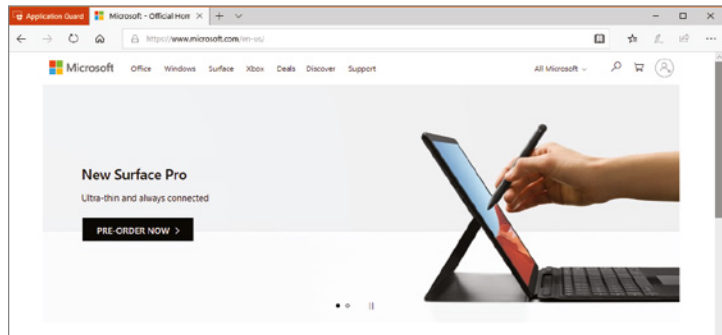 Application Guard Microsoft - Official Hom
https://www.microsoft.com/en-us/
Microsoft Office Windows Surface Xbox Deals Discover Support All Microsoft
New Surface Pro
Ultra-thin and always connected
PRE-ORDER NOW >